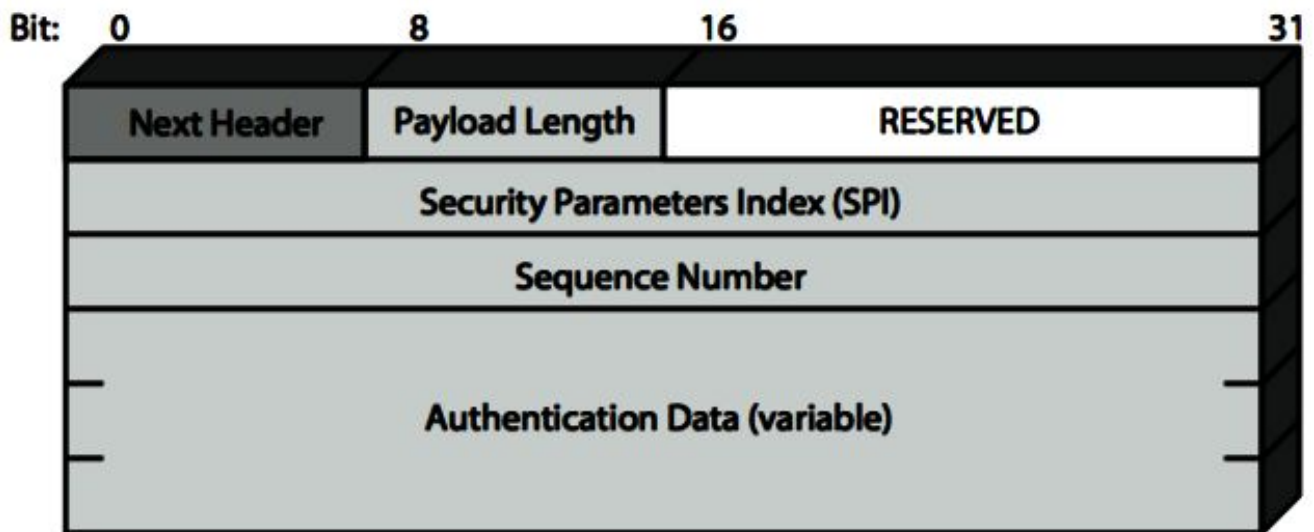 Bit: 0 8 16 31
Next Header Payload Length RESERVED
Security Parameters Index (SPI)
Sequence Number
Authentication Data (variable)